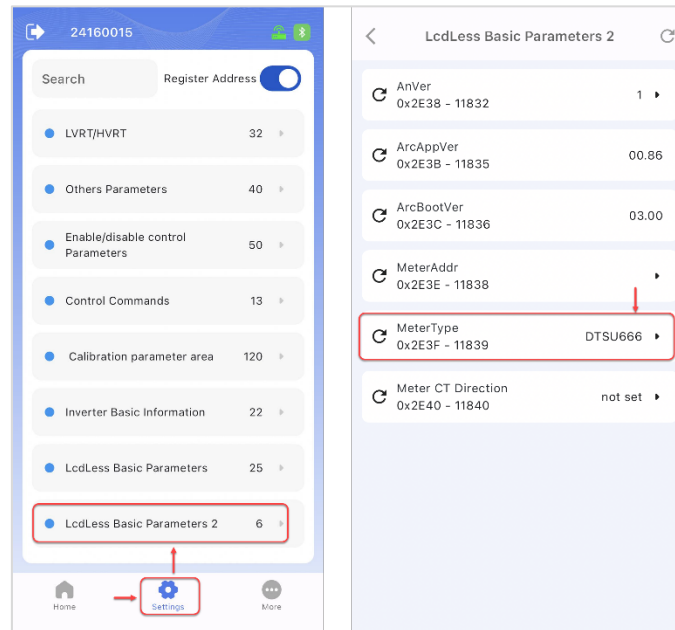 24160015
Search
Register Address
LVRT/HVRT 32
Others Parameters 40
Enable/disable control
Parameters
50
Control Commands 13
Calibration parameter area 120
Inverter Basic Information 22
LcdLess Basic Parameters 25
LcdLess Basic Parameters 2 6
Home
Settings
More
LcdLess Basic Parameters 2
AnVer
0x2E38 - 11832
1
ArcAppVer
0x2E3B - 11835
00.86
ArcBootVer
0x2E3C - 11836
03.00
MeterAddr
0x2E3E - 11838
MeterType
0x2E3F - 11839
DTSU666
Meter CT Direction
0x2E40 - 11840
not set